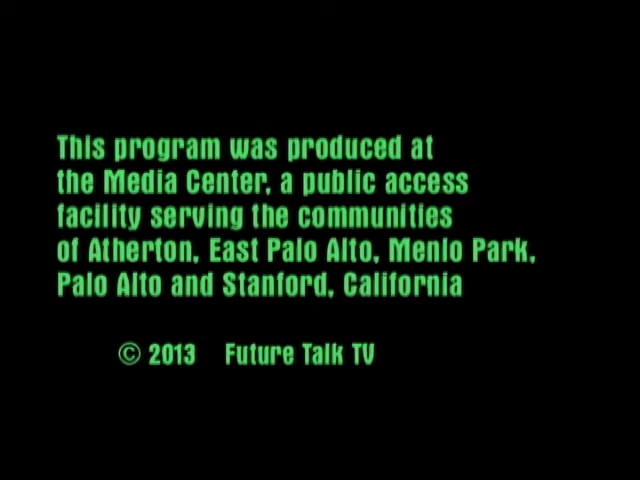 This program was produced at
the Media Center, a public access
facility serving the communities
of Atherton, East Palo Alto, Menlo Park,
Palo Alto and Stanford, California
© 2013 Future Talk TV